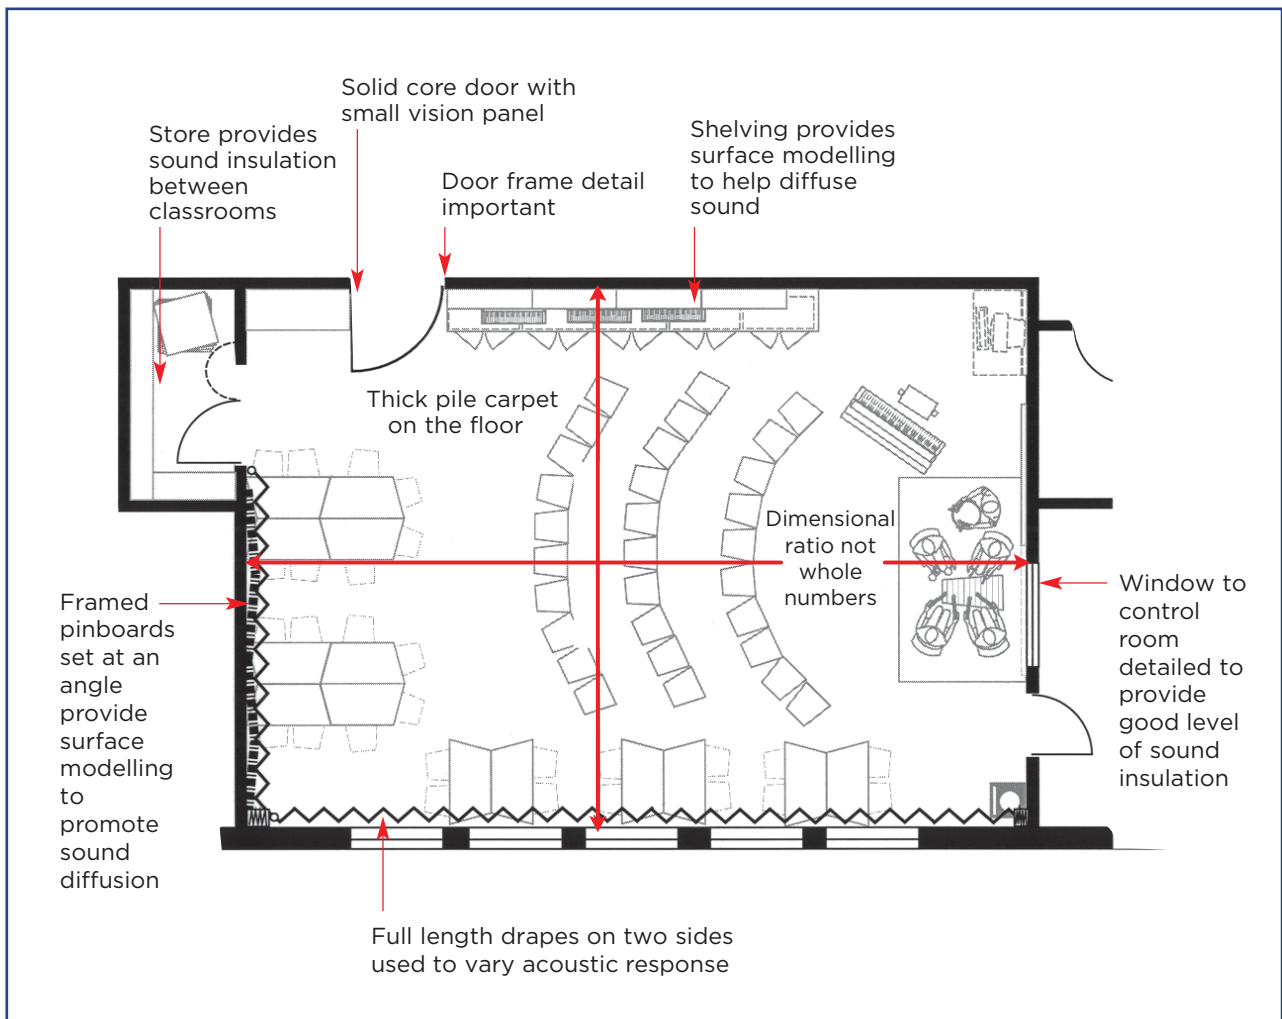 Solid core door with
small vision panel
Store provides
sound insulation
between
classrooms
Door frame detail
important
Shelving provides
surface modelling
to help diffuse
sound
Thick pile carpet
on the floor
Dimensional
ratio not
whole
numbers
Framed
pinboards
set at an
angle
provide
surface
modelling
to
promote
sound
diffusion
Window to
control
room
detailed to
provide
good level
of sound
insulation
Full length drapes on two sides
used to vary acoustic response